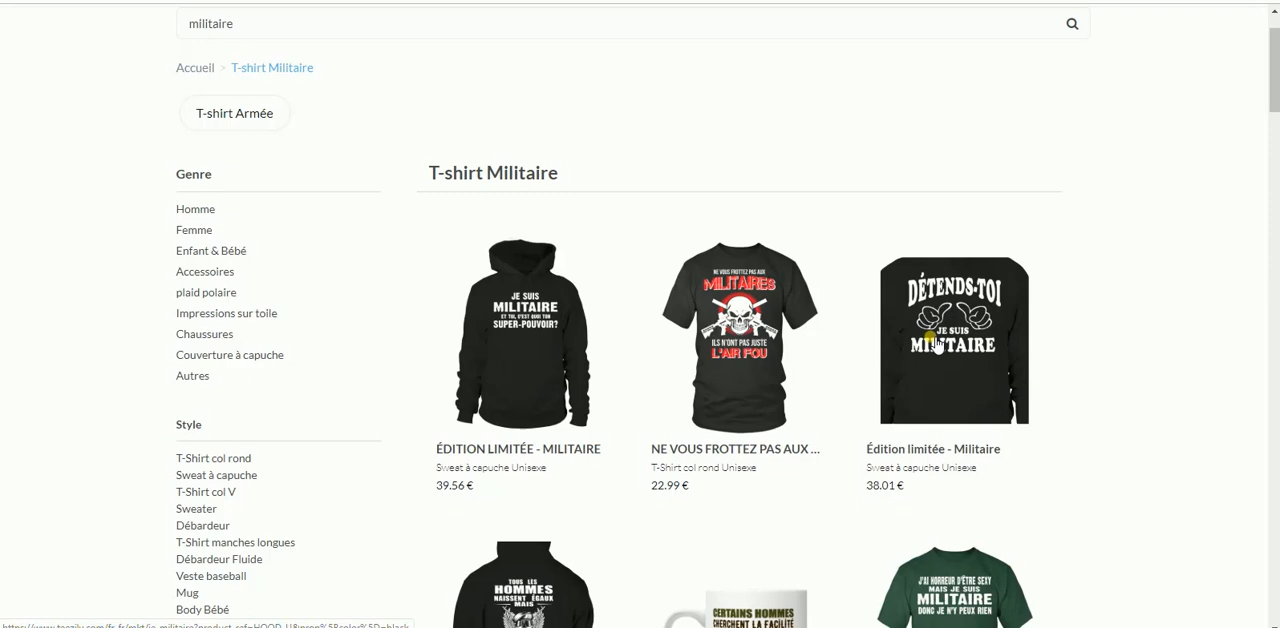 militaire
Accueil > T-shirt Militaire
T-shirt Armée
Genre
Homme
Femme
Enfant & Bébé
Accessoires
plaid polaire
Impressions sur toile
Chaussures
Couverture à capuche
Autres
Style
T-Shirt col rond
Sweat à capuche
T-Shirt col V
Sweater
Débardeur
T-Shirt manches longues
Débardeur Fluide
Veste baseball
Mug
Body Bébé
T-shirt Militaire
JE SUIS
MILITAIRE
ET TOI, C'EST QUOI TON
SUPER-POUVOIR?
ÉDITION LIMITÉE - MILITAIRE
Sweat à capuche Unisexe
39.56 €
NE VOUS FROTTEZ PAS AUX
MILITAIRES
ILS N'ONT PAS JUSTE
L'AIR FOU
NE VOUS FROTTEZ PAS AUX ...
T-Shirt col rond Unisexe
22.99 €
DÉTENDS-TOI
JE SUIS
MILITAIRE
Édition limitée - Militaire
Sweat à capuche Unisexe
38.01 €
TOUS LES
HOMMES
NAISSENT ÉGAUX
MAIS
CERTAINS HOMMES
CHERCHENT LA FACILITÉ
J'AI HORREUR D'ÊTRE SEXY
MAIS JE SUIS
MILITAIRE
DONC JE N'Y PEUX RIEN